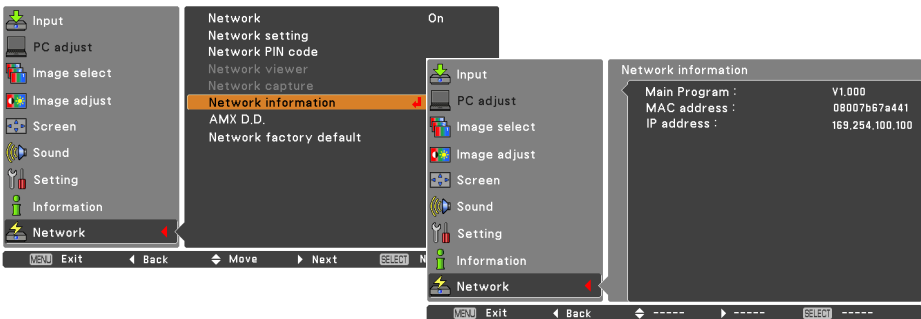 Input
PC adjust
Image select
Image adjust
Screen
Sound
Setting
Information
Network
Network On
Network setting
Network PIN code
Network viewer
Network capture
Network information
AMX D.D.
Network factory default
MENU Exit Back Move Next SELECT N
Input
PC adjust
Image select
Image adjust
Screen
Sound
Setting
Information
Network
Network information
Main Program : V1.000
MAC address : 08007b67a441
IP address : 169.254.100.100
MENU Exit Back ----- ----- SELECT -----